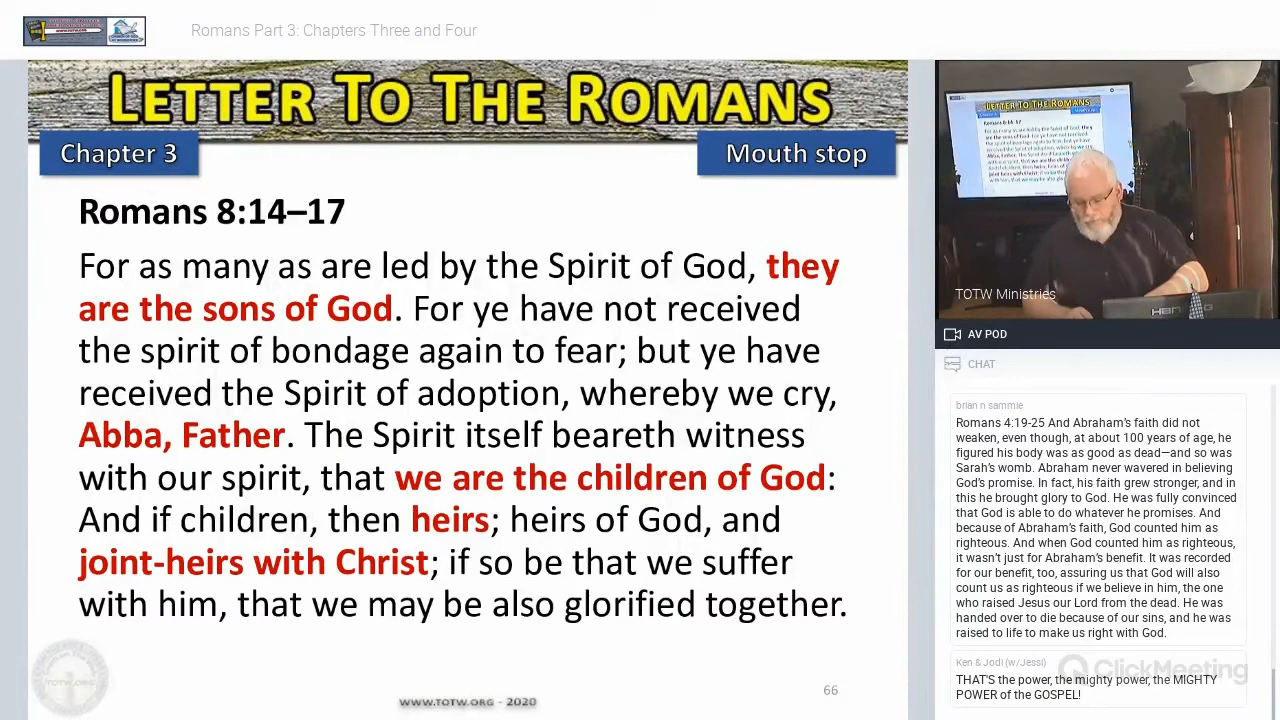 Romans Part 3: Chapters Three and Four
LETTER TO THE ROMANS
Chapter 3
Mouth stop
Romans 8:14–17
For as many as are led by the Spirit of God, they
are the sons of God. For ye have not received
the spirit of bondage again to fear; but ye have
received the Spirit of adoption, whereby we cry,
Abba, Father. The Spirit itself beareth witness
with our spirit, that we are the children of God:
And if children, then heirs; heirs of God, and
joint-heirs with Christ; if so be that we suffer
with him, that we may be also glorified together.
WWW.TOTW.ORG - 2020
66
LETTER TO THE ROMANS
Romans 8:14-17
TOTW Ministries
AV POD
CHAT
brian n sammie
Romans 4:19-25 And Abraham's faith did not
weaken, even though, at about 100 years of age, he
figured his body was as good as dead—and so was
Sarah's womb. Abraham never wavered in believing
God's promise. In fact, his faith grew stronger, and in
this he brought glory to God. He was fully convinced
that God is able to do whatever he promises. And
because of Abraham's faith, God counted him as
righteous. And when God counted him as righteous,
it wasn't just for Abraham's benefit. It was recorded
for our benefit, too, assuring us that God will also
count us as righteous if we believe in him, the one
who raised Jesus our Lord from the dead. He was
handed over to die because of our sins, and he was
raised to life to make us right with God.
Ken & Jodi (w/Jessi)
THAT'S the power, the mighty power, the MIGHTY
POWER of the GOSPEL!
ClickMeeting